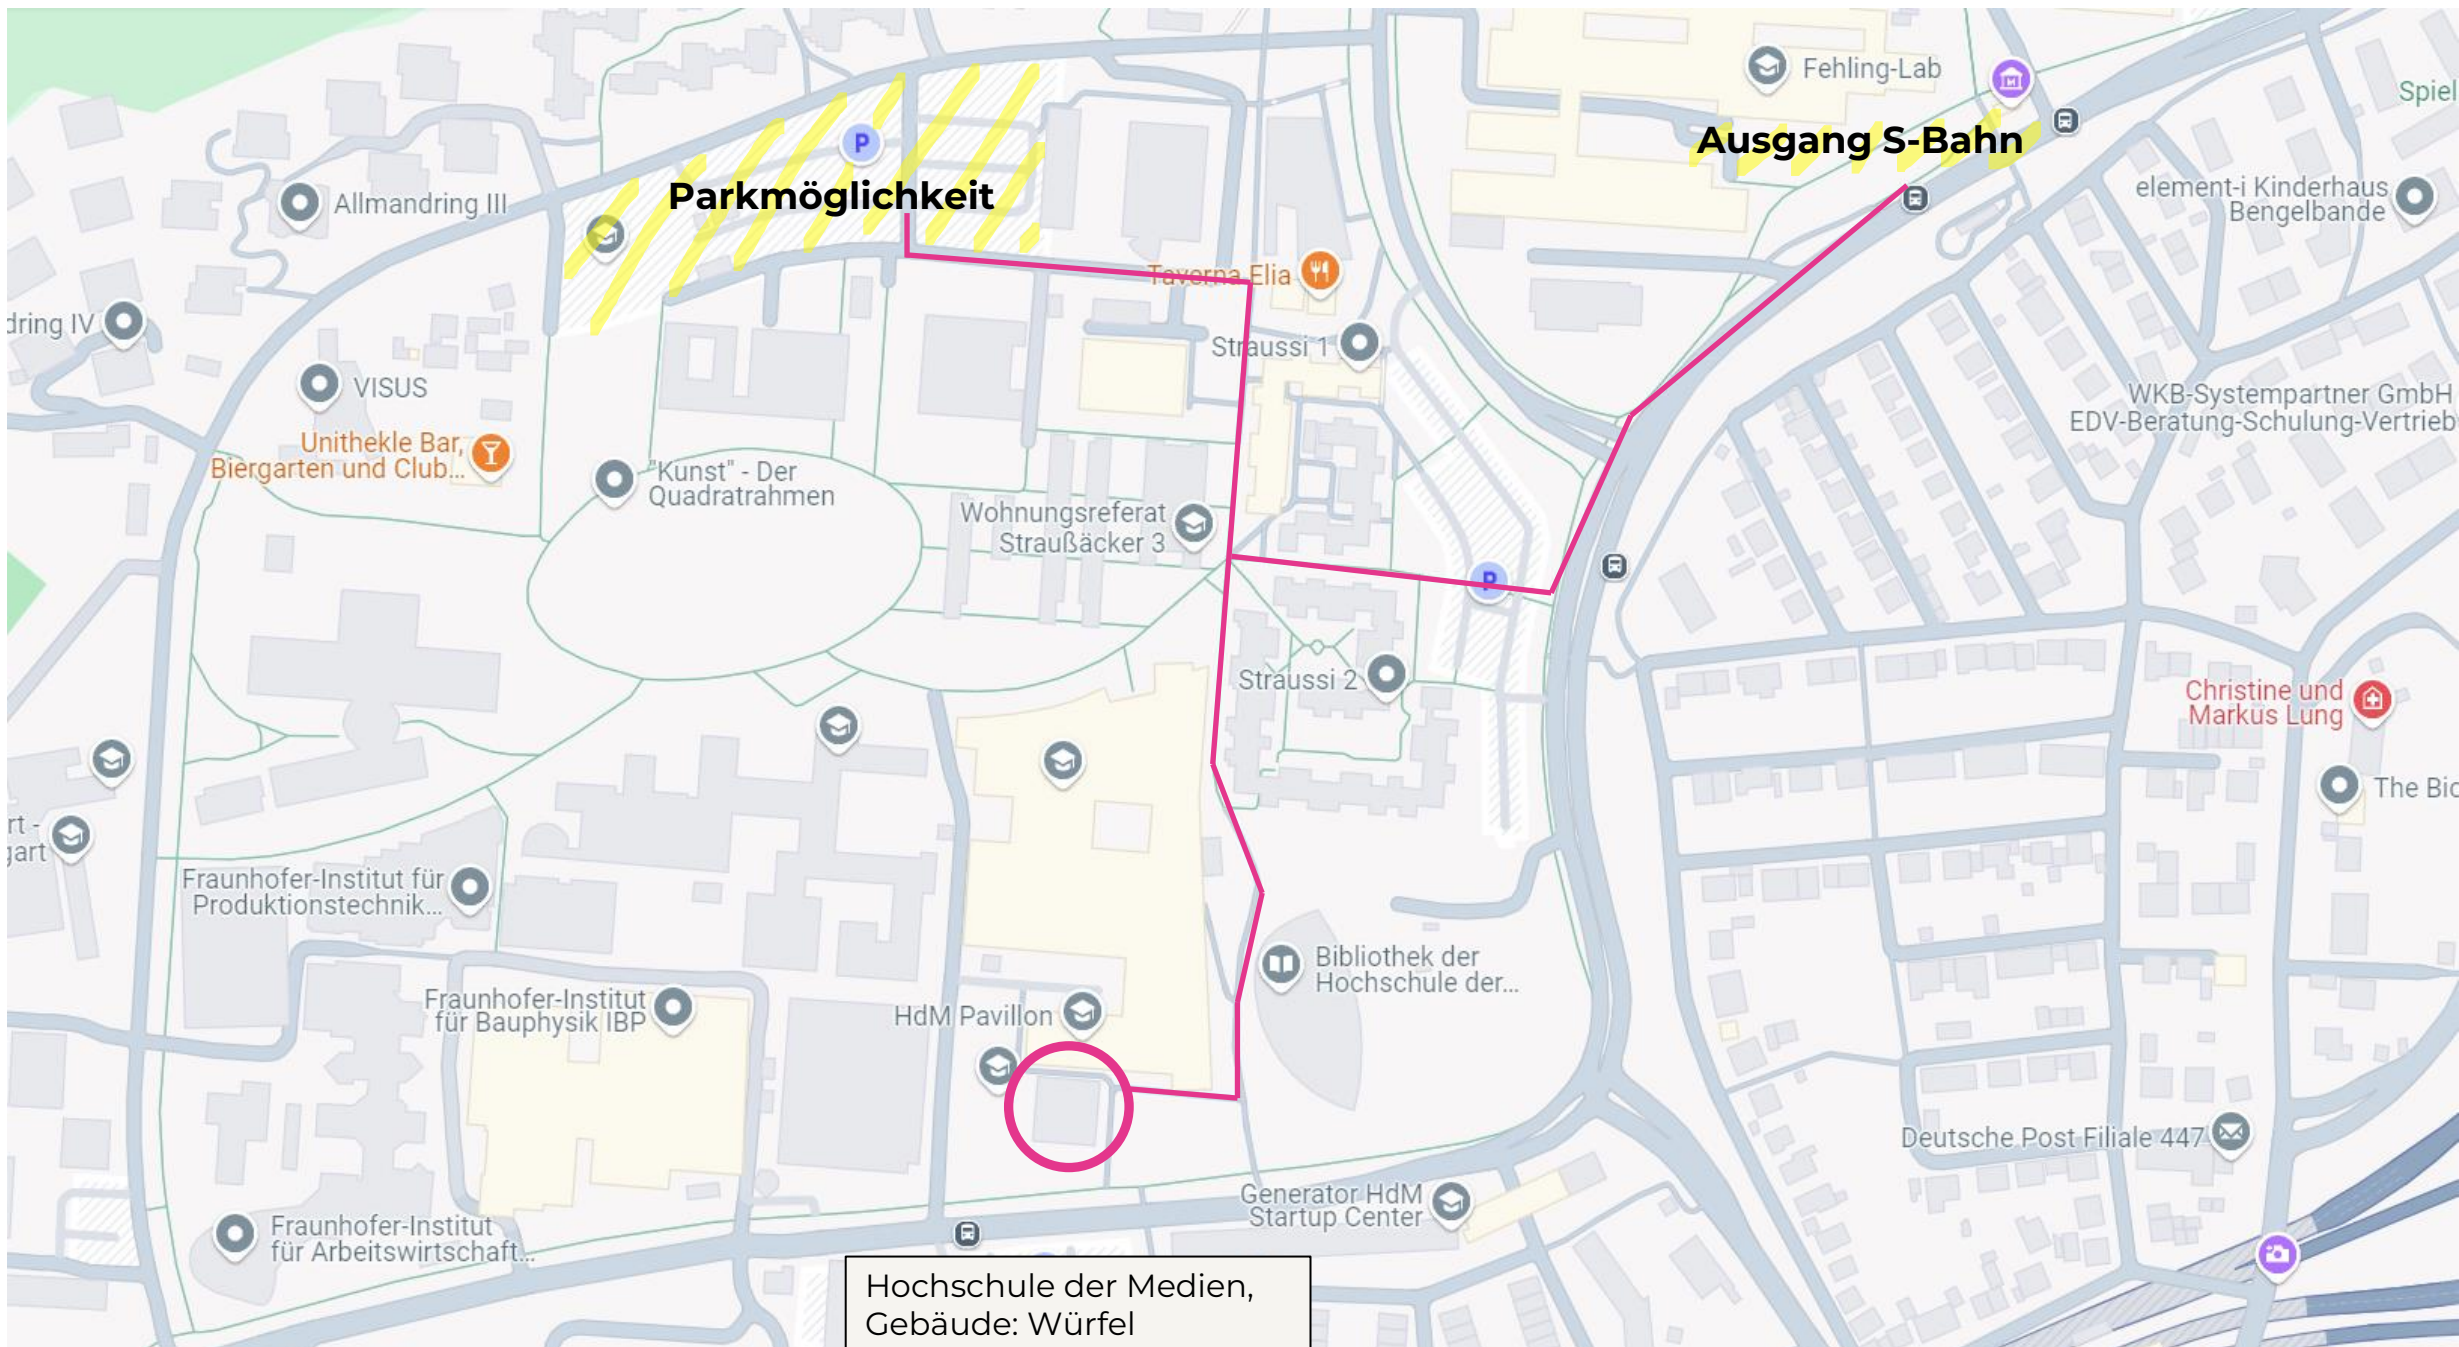 Fehling-Lab
Spiel
Ausgang S-Bahn
P
Parkmöglichkeit
Allmandring III
element-i Kinderhaus
Bengelbande
Taverna Elia
dring IV
Straussi 1
VISUS
WKB-Systempartner GmbH
EDV-Beratung-Schulung-Vertrieb
Unithekle Bar,
Biergarten und Club...
"Kunst" - Der
Quadratrahmen
Wohnungsreferat
Straußäcker 3
P
Straussi 2
Christine und
Markus Lung
The Bio
rt -
gart
Fraunhofer-Institut für
Produktionstechnik...
Bibliothek der
Hochschule der...
Fraunhofer-Institut
für Bauphysik IBP
HdM Pavillon
Deutsche Post Filiale 447
Generator HdM
Startup Center
Fraunhofer-Institut
für Arbeitswirtschaft...
Hochschule der Medien,
Gebäude: Würfel